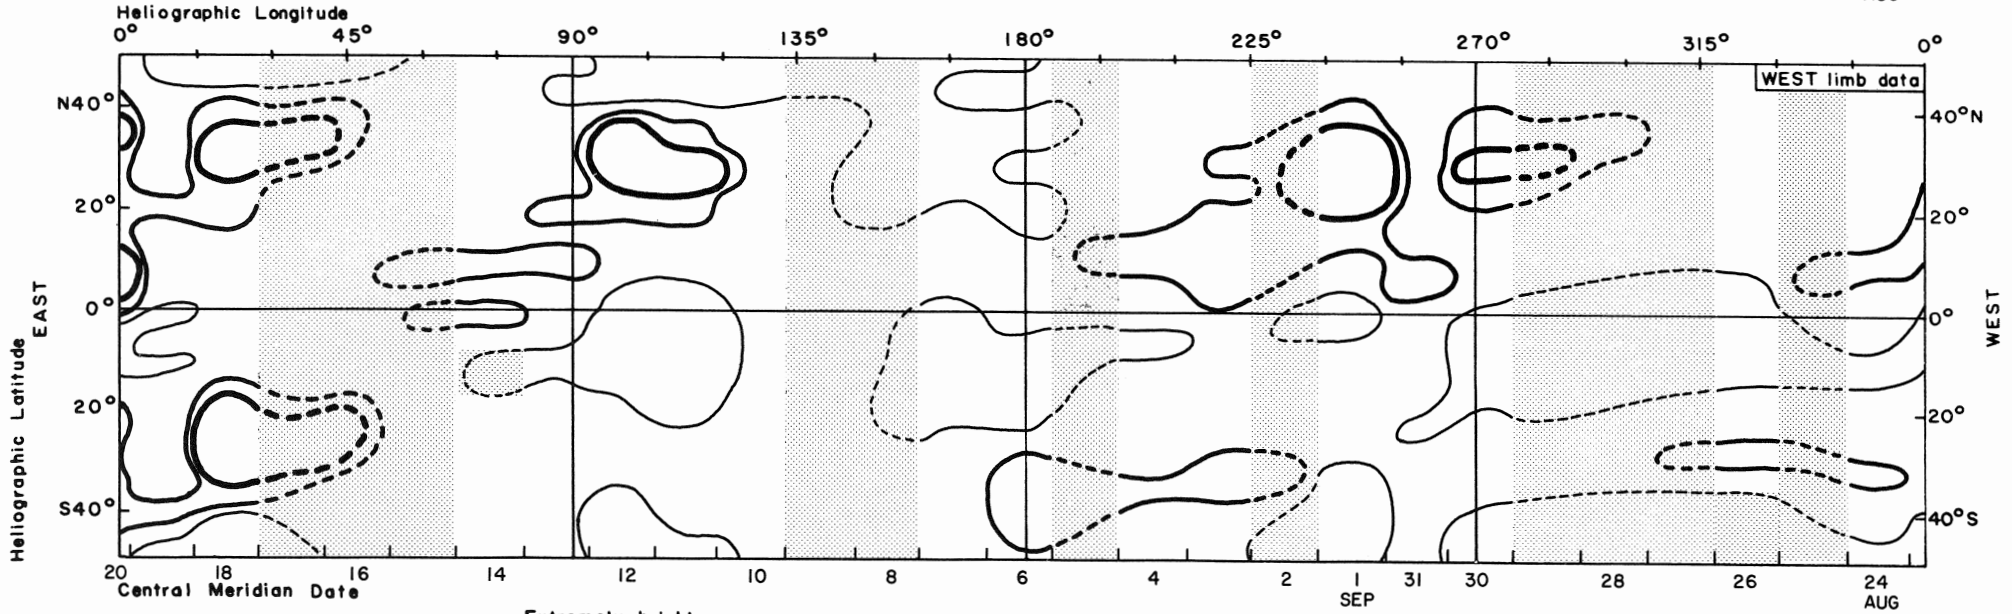 Heliographic Longitude
0° 45° 90° 135° 180° 225° 270° 315° 0°
WEST limb data
N40° 40°N
20° 20°
EAST 0° 0° WEST
Heliographic Latitude
20° 20°
S40° 40°S
20 18 16 14 12 10 8 6 4 2 1 31 30 28 26 24
Central Meridian Date SEP AUG